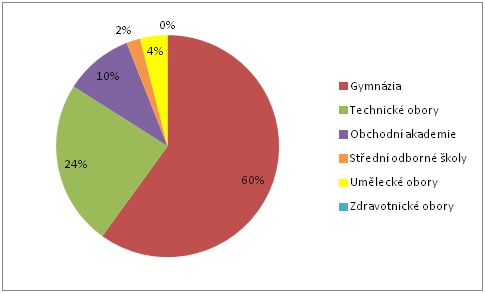 0%
2%
4%
10%
24%
60%
Gymnázia
Technické obory
Obchodní akademie
Střední odborné školy
Umělecké obory
Zdravotnické obory